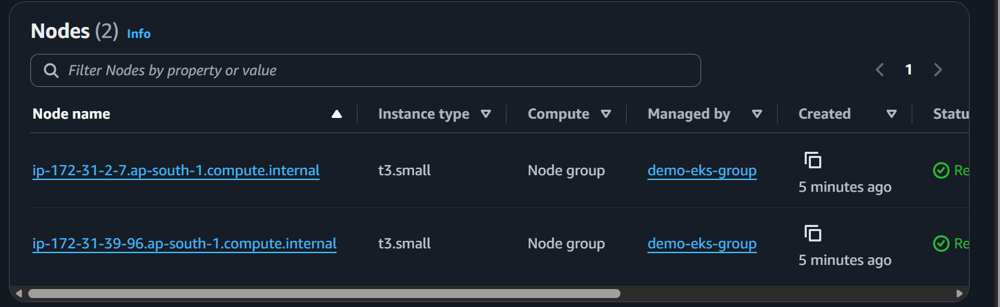 Nodes (2) Info
Filter Nodes by property or value
1
Node name Instance type Compute Managed by Created Statu
ip-172-31-2-7.ap-south-1.compute.internal t3.small Node group demo-eks-group 5 minutes ago Re
ip-172-31-39-96.ap-south-1.compute.internal t3.small Node group demo-eks-group 5 minutes ago Re